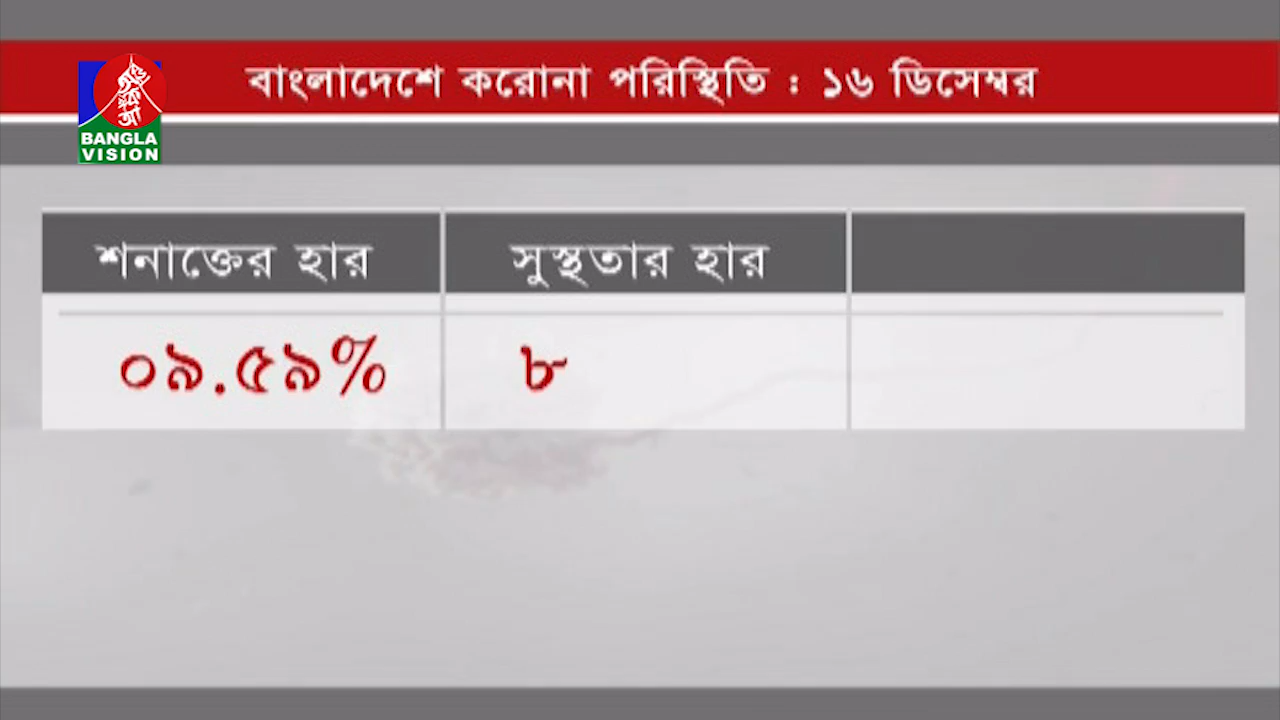 বাংলাদেশে করোনা পরিস্থিতি : ১৬ ডিসেম্বর
BANGLA
VISION
শনাক্তের হার সুস্থতার হার
০৯.৫৯% ৮